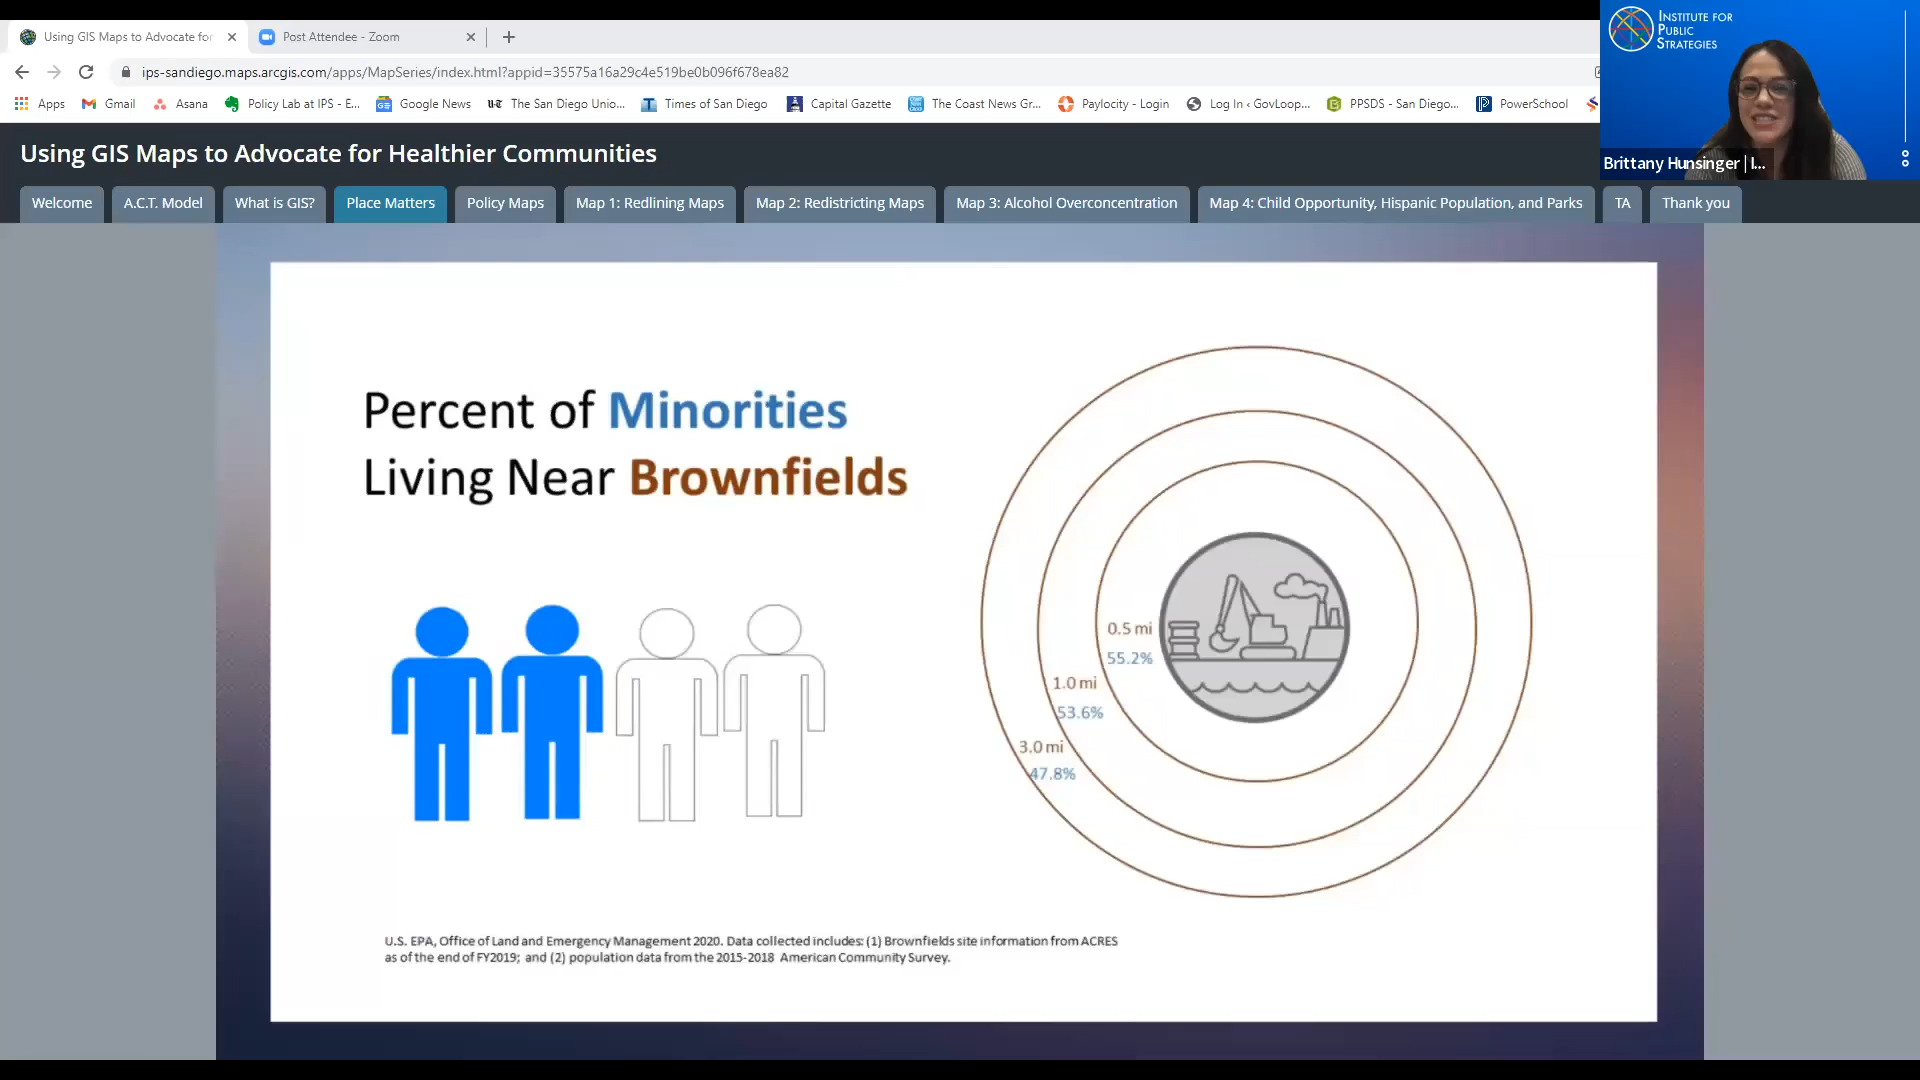 Using GIS Maps to Advocate for
Post Attendee - Zoom
ips-sandiego.maps.arcgis.com/apps/MapSeries/index.html?appid=35575a16a29c4e519be0b096f678ea82
Apps
Gmail
Asana
Policy Lab at IPS - E...
Google News
The San Diego Unio...
Times of San Diego
Capital Gazette
The Coast News Gr...
Paylocity - Login
Log In ‹ GovLoop...
PPSDS - San Diego...
PowerSchool
INSTITUTE FOR
PUBLIC
STRATEGIES
Brittany Hunsinger | I...
Using GIS Maps to Advocate for Healthier Communities
Welcome
A.C.T. Model
What is GIS?
Place Matters
Policy Maps
Map 1: Redlining Maps
Map 2: Redistricting Maps
Map 3: Alcohol Overconcentration
Map 4: Child Opportunity, Hispanic Population, and Parks
TA
Thank you
Percent of Minorities
Living Near Brownfields
0.5 mi
55.2%
1.0 mi
53.6%
3.0 mi
47.8%
U.S. EPA, Office of Land and Emergency Management 2020. Data collected includes: (1) Brownfields site information from ACRES
as of the end of FY2019; and (2) population data from the 2015-2018 American Community Survey.